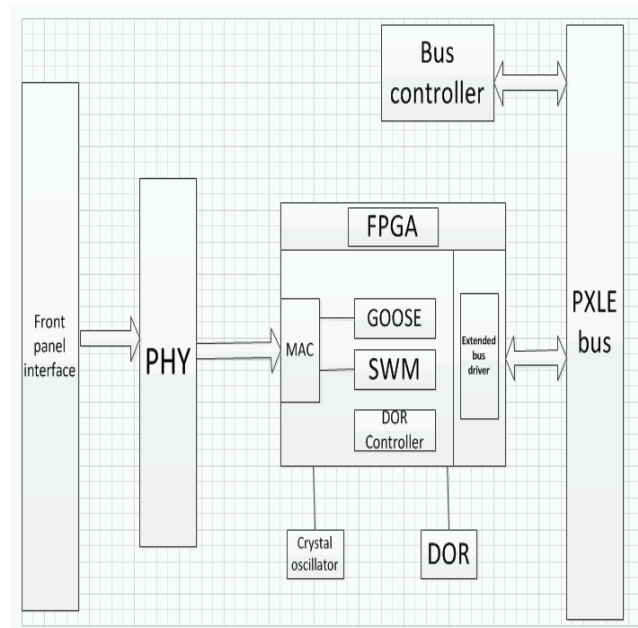 Bus
controller
FPGA
Front
panel
interface
PHY
MAC
GOOSE
SWM
DOR
Controller
Extended
bus
driver
PXLE
bus
Crystal
oscillator
DOR